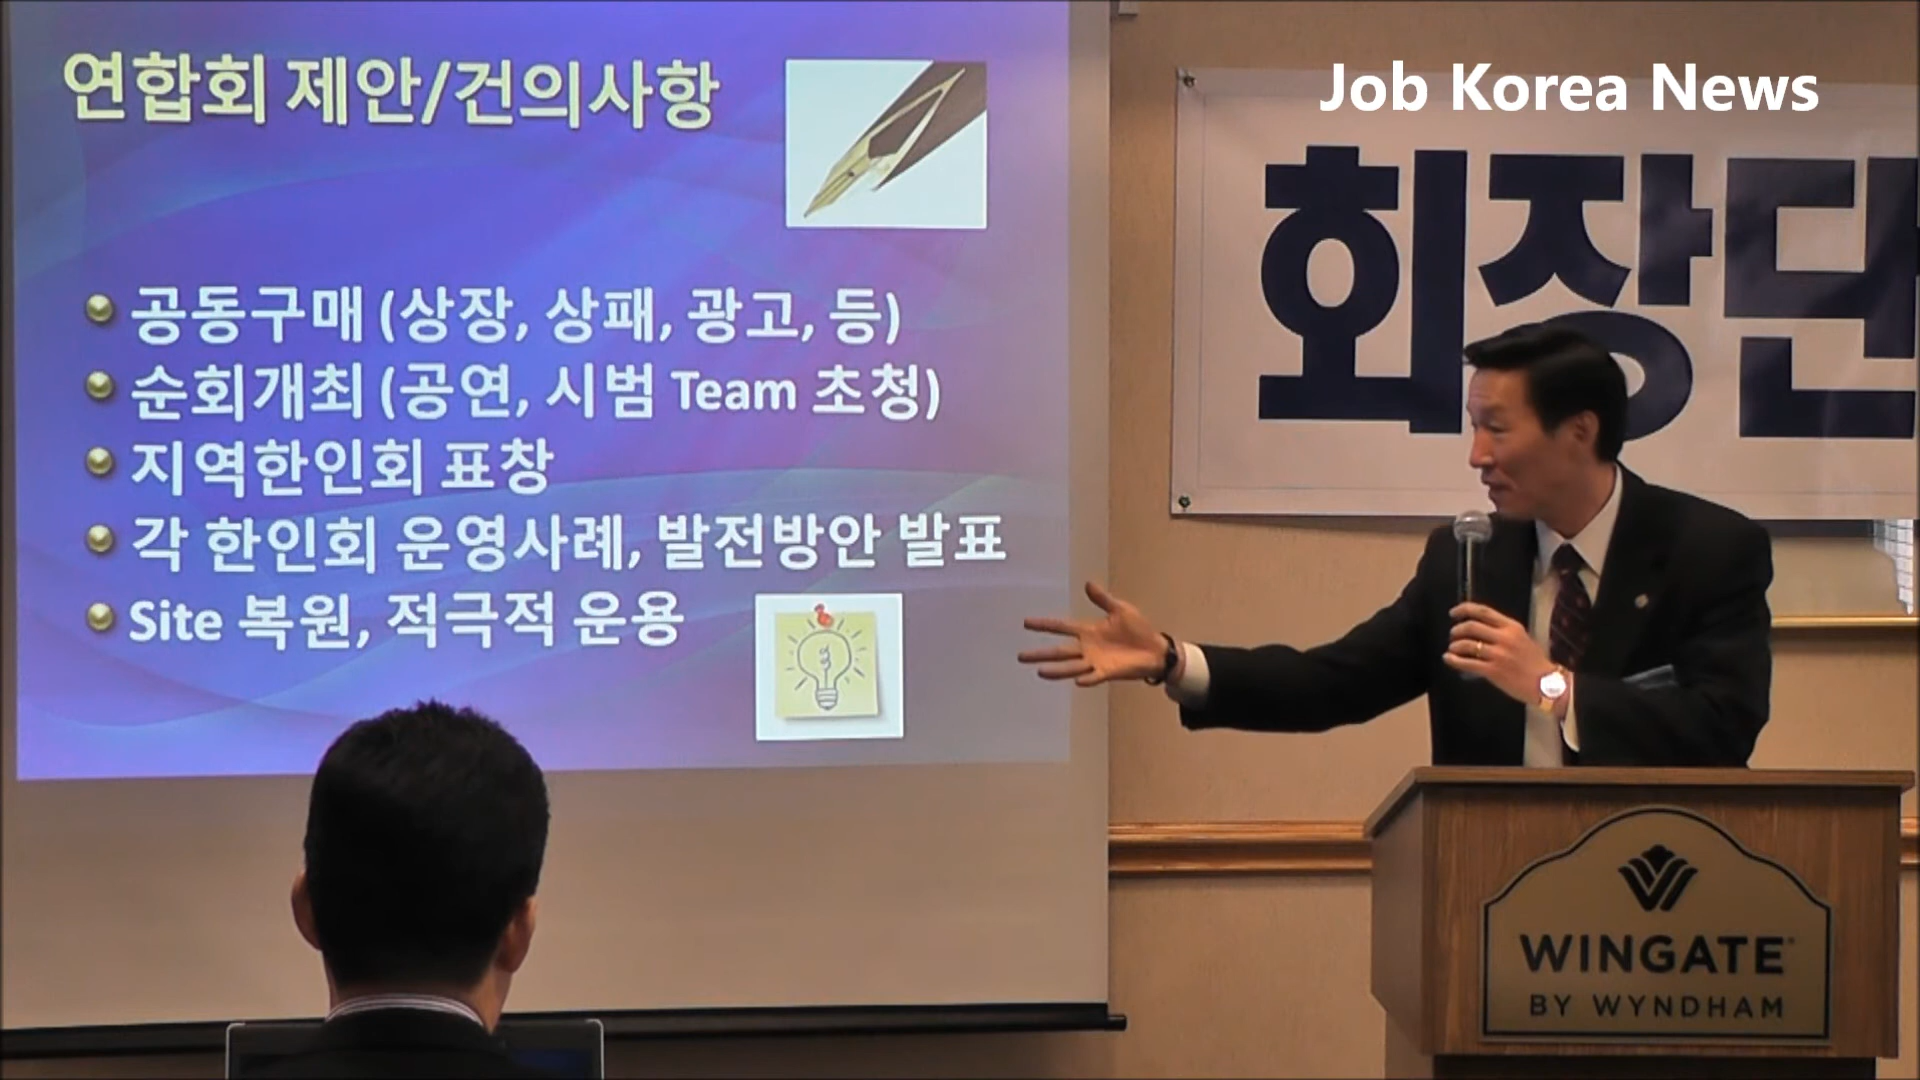 연합회 제안/건의사항
공동구매 (상장, 상패, 광고, 등)
순회개최 (공연, 시범 Team 초청)
지역한인회 표창
각 한인회 운영사례, 발전방안 발표
Site 복원, 적극적 운용
Job Korea News
회장단
WINGATE
BY WYNDHAM